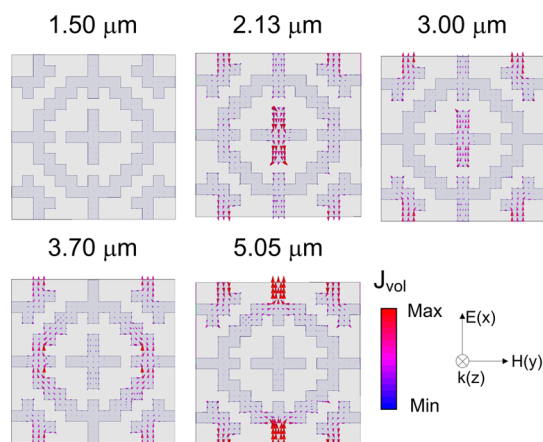 1.50 μm
2.13 μm
3.00 μm
3.70 μm
5.05 μm
J_vol
Max
Min
E(x)
H(y)
k(z)